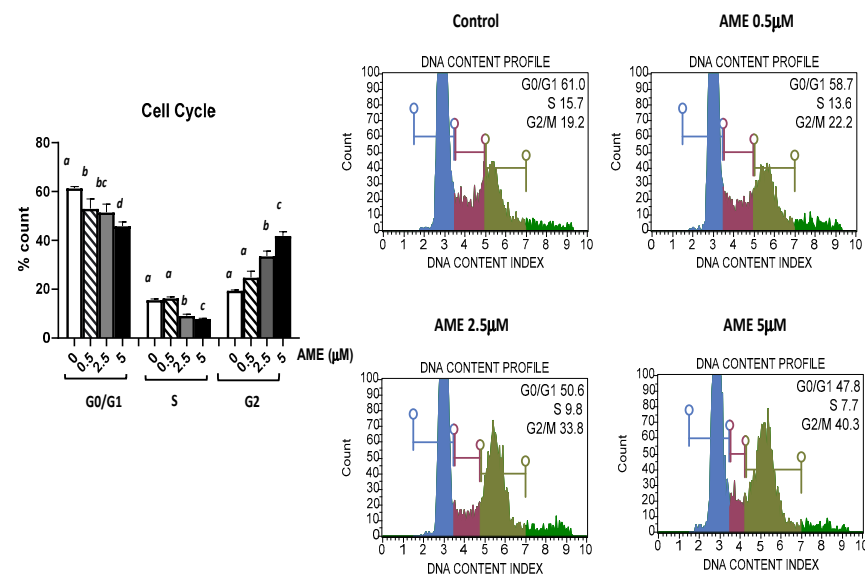 Cell Cycle
% count
80
60
40
20
0
a b bc d
a a b c
a a b c
0 0.5 2.5 5 0 0.5 2.5 5 0 0.5 2.5 5 AME (µM)
G0/G1 S G2
Control
DNA CONTENT PROFILE
G0/G1 61.0
S 15.7
G2/M 19.2
Count
100
90
80
70
60
50
40
30
20
10
0
0 1 2 3 4 5 6 7 8 9 10
DNA CONTENT INDEX
AME 0.5µM
DNA CONTENT PROFILE
G0/G1 58.7
S 13.6
G2/M 22.2
Count
100
90
80
70
60
50
40
30
20
10
0
0 1 2 3 4 5 6 7 8 9 10
DNA CONTENT INDEX
AME 2.5µM
DNA CONTENT PROFILE
G0/G1 50.6
S 9.8
G2/M 33.8
Count
100
90
80
70
60
50
40
30
20
10
0
0 1 2 3 4 5 6 7 8 9 10
DNA CONTENT INDEX
AME 5µM
DNA CONTENT PROFILE
G0/G1 47.8
S 7.7
G2/M 40.3
Count
100
90
80
70
60
50
40
30
20
10
0
0 1 2 3 4 5 6 7 8 9 10
DNA CONTENT INDEX